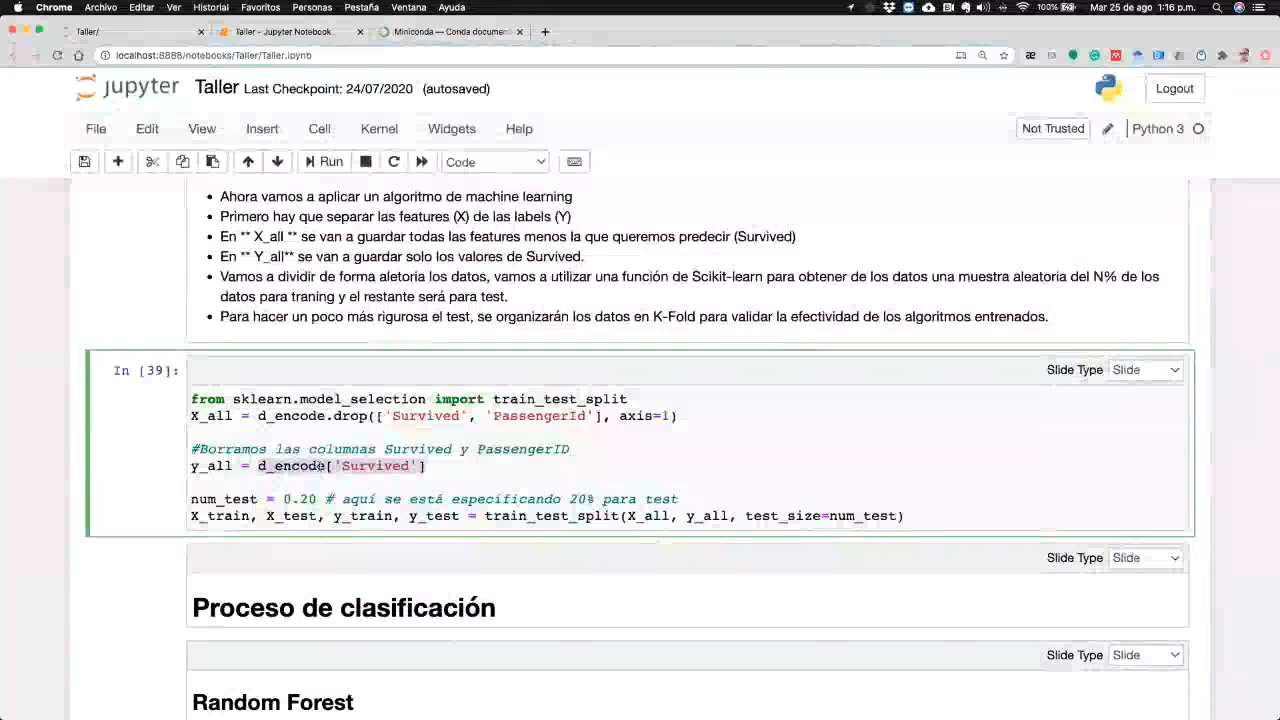 Chrome Archivo Editar Ver Historial Favoritos Personas Pestaña Ventana Ayuda 100% Mar 25 de ago 1:16 p.m.
Taller/ Taller - Jupyter Notebook Miniconda — Conda document
localhost:8888/notebooks/Taller/Taller.ipynb
jupyter Taller Last Checkpoint: 24/07/2020 (autosaved) Logout
File Edit View Insert Cell Kernel Widgets Help Not Trusted Python 3
Run Code
• Ahora vamos a aplicar un algoritmo de machine learning
• Primero hay que separar las features (X) de las labels (Y)
• En ** X_all ** se van a guardar todas las features menos la que queremos predecir (Survived)
• En ** Y_all** se van a guardar solo los valores de Survived.
• Vamos a dividir de forma aletoria los datos, vamos a utilizar una función de Scikit-learn para obtener de los datos una muestra aleatoria del N% de los
datos para traning y el restante será para test.
• Para hacer un poco más rigurosa el test, se organizarán los datos en K-Fold para validar la efectividad de los algoritmos entrenados.
In [39]: Slide Type Slide
from sklearn.model_selection import train_test_split
X_all = d_encode.drop(['Survived', 'PassengerId'], axis=1)
#Borramos las columnas Survived y PassengerID
y_all = d_encode['Survived']
num_test = 0.20 # aquí se está especificando 20% para test
X_train, X_test, y_train, y_test = train_test_split(X_all, y_all, test_size=num_test)
Slide Type Slide
Proceso de clasificación
Slide Type Slide
Random Forest